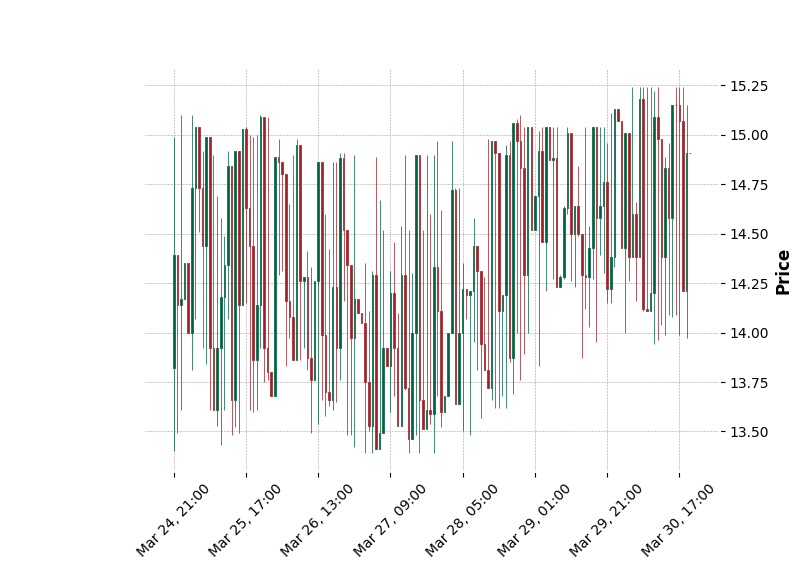 15.25
15.00
14.75
14.50
14.25
14.00
13.75
13.50
Price
Mar 24, 21:00
Mar 25, 17:00
Mar 26, 13:00
Mar 27, 09:00
Mar 28, 05:00
Mar 29, 01:00
Mar 29, 21:00
Mar 30, 17:00